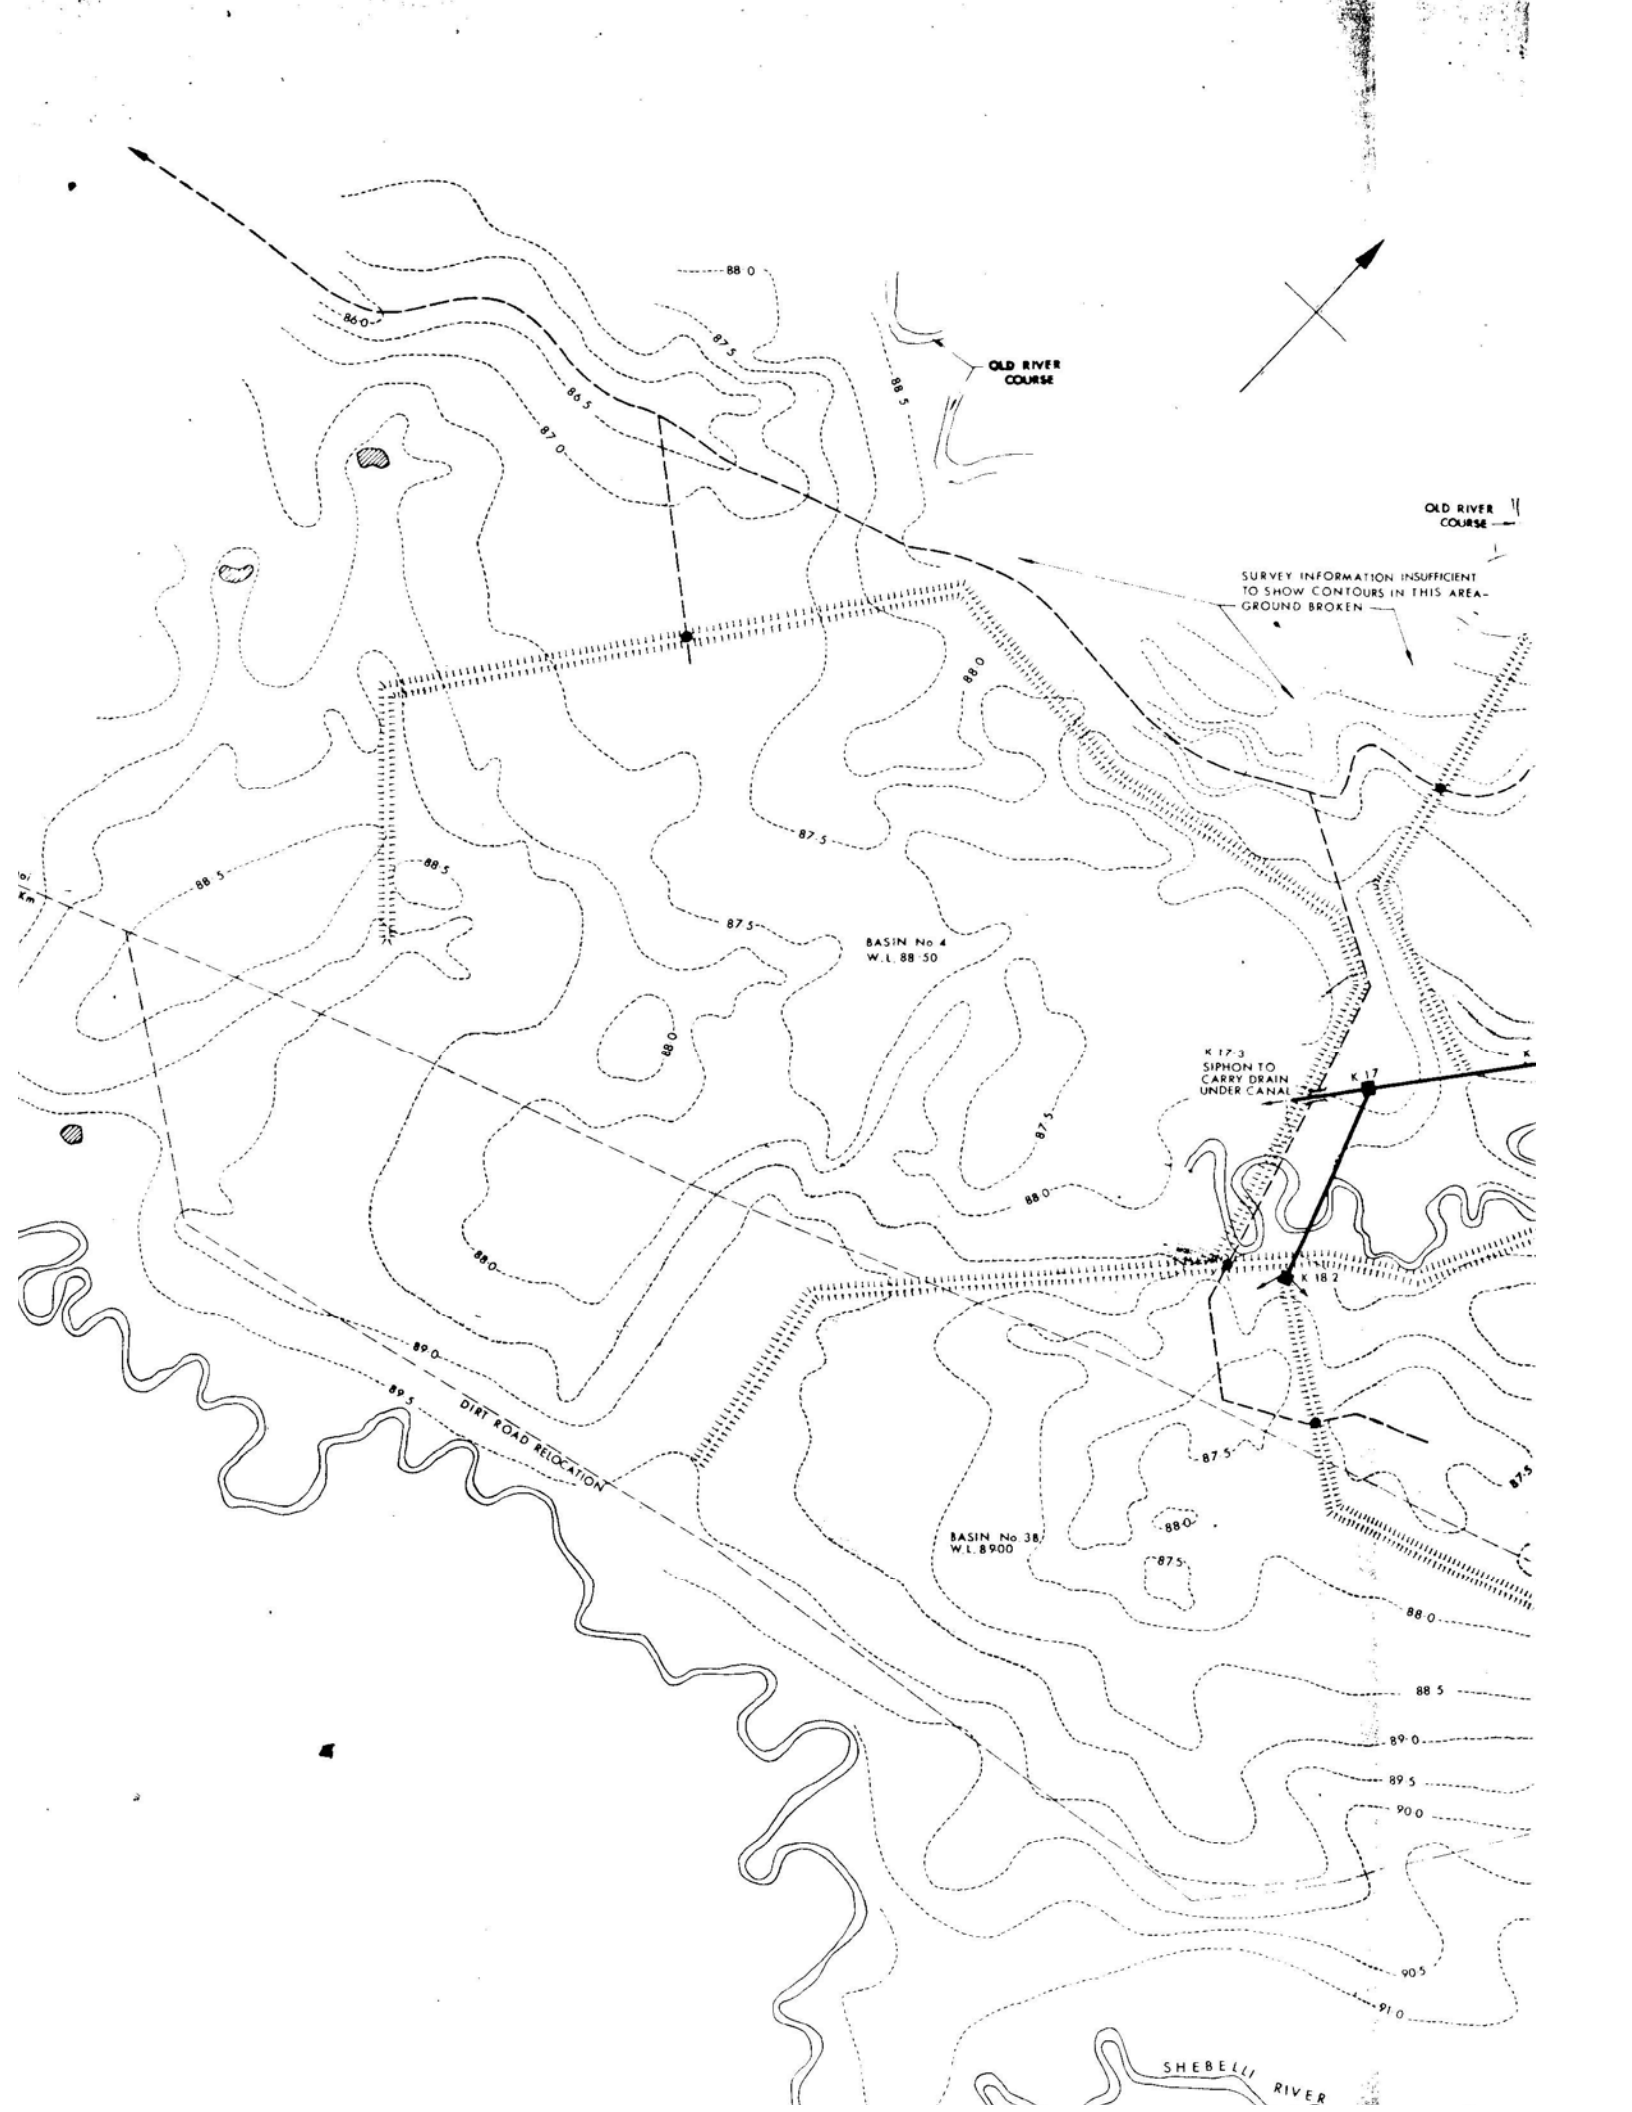 88·0
86·0
87·5
OLD RIVER
COURSE
88·5
86·5
87·0
OLD RIVER
COURSE
SURVEY INFORMATION INSUFFICIENT
TO SHOW CONTOURS IN THIS AREA-
GROUND BROKEN
88·0
87·5
88·5
88·5
Km
87·5
BASIN No 4
W.L. 88·50
88·0
K 17·3
SIPHON TO
CARRY DRAIN
UNDER CANAL
K 17
K
87·5
88·0
88·0
K 18·2
89·0
89·5
DIRT ROAD RELOCATION
87·5
87·5
88·0
BASIN No 3B
W.L. 89·00
87·5
88·0
88·5
89·0
89·5
90·0
90·5
91·0
SHEBELLI RIVER